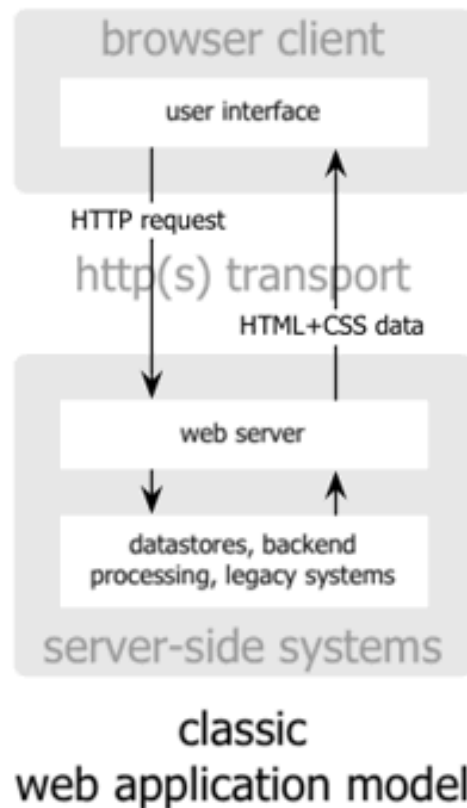 browser client
user interface
HTTP request
http(s) transport
HTML+CSS data
web server
datastores, backend
processing, legacy systems
server-side systems
classic
web application model